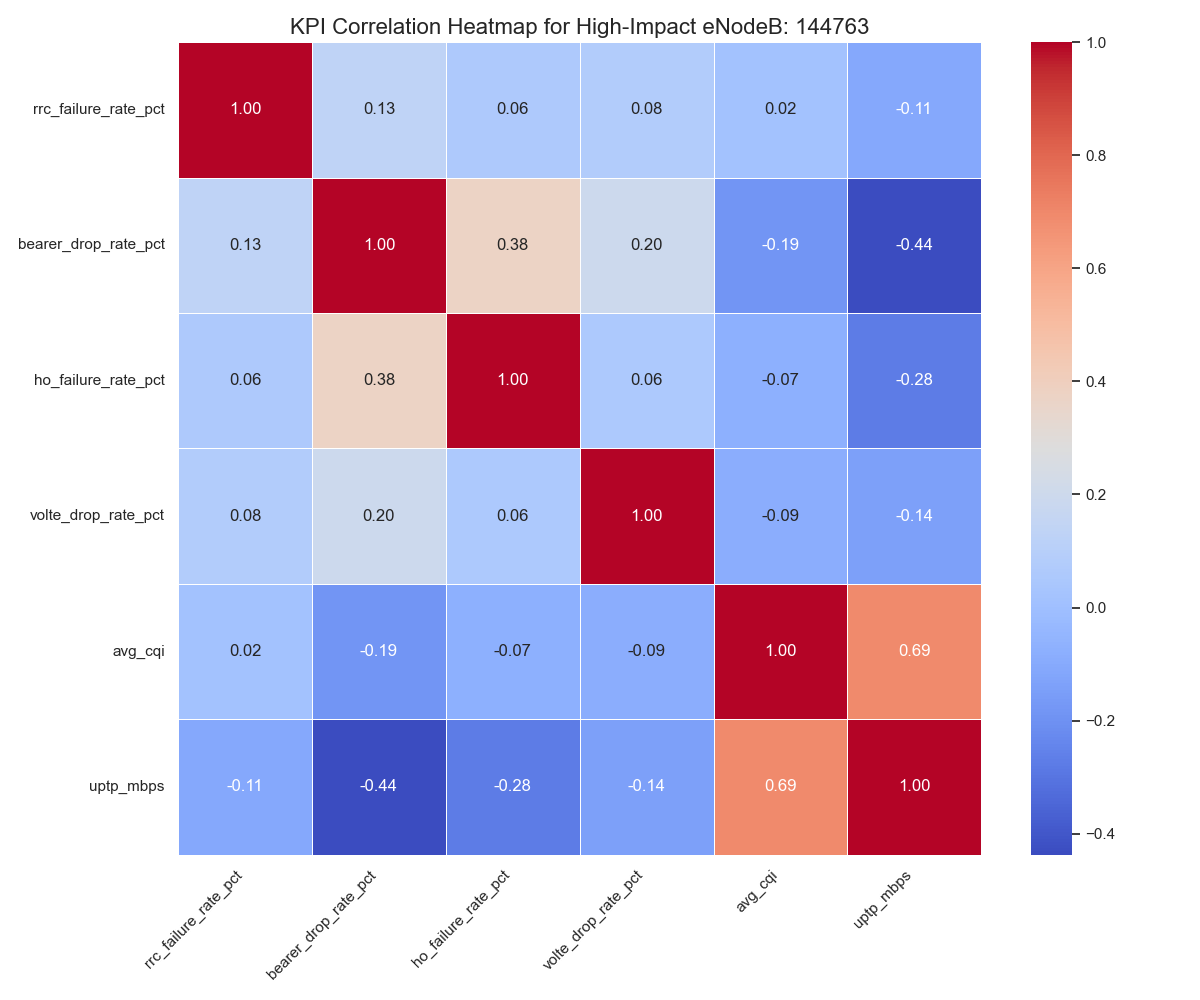 KPI Correlation Heatmap for High-Impact eNodeB: 144763
rrc_failure_rate_pct 1.00 0.13 0.06 0.08 0.02 -0.11
bearer_drop_rate_pct 0.13 1.00 0.38 0.20 -0.19 -0.44
ho_failure_rate_pct 0.06 0.38 1.00 0.06 -0.07 -0.28
volte_drop_rate_pct 0.08 0.20 0.06 1.00 -0.09 -0.14
avg_cqi 0.02 -0.19 -0.07 -0.09 1.00 0.69
uptp_mbps -0.11 -0.44 -0.28 -0.14 0.69 1.00
rrc_failure_rate_pct
bearer_drop_rate_pct
ho_failure_rate_pct
volte_drop_rate_pct
avg_cqi
uptp_mbps
1.0
0.8
0.6
0.4
0.2
0.0
−0.2
−0.4